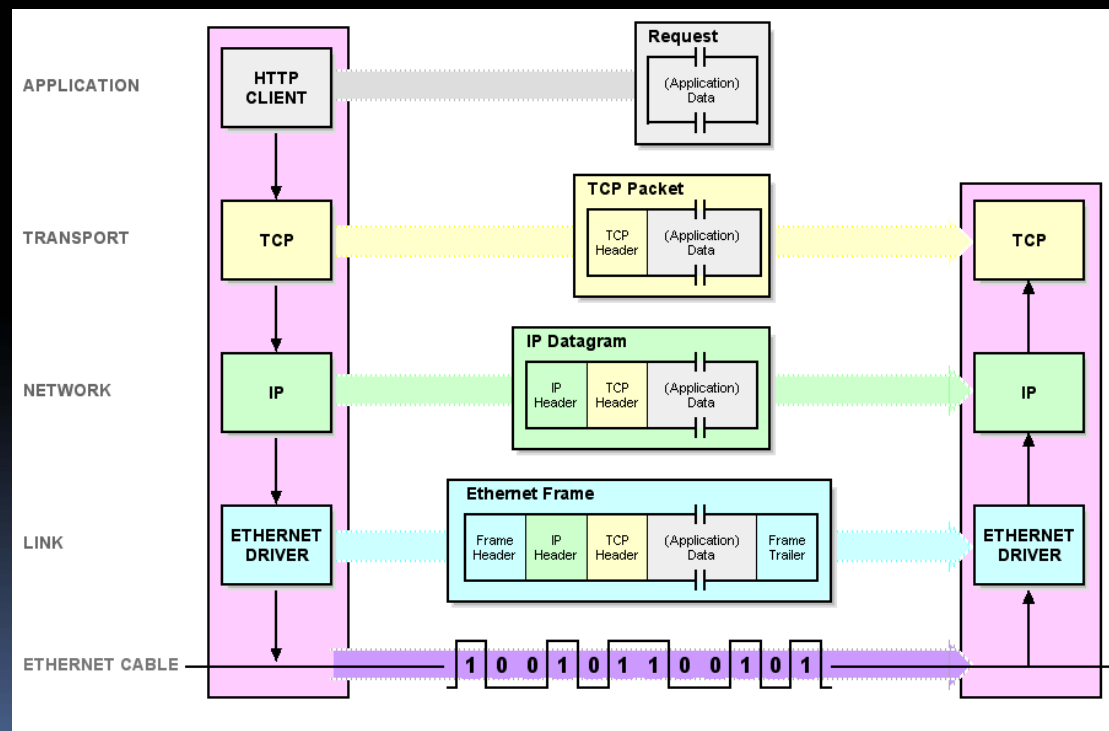 APPLICATION
HTTP
CLIENT
Request
(Application)
Data
TRANSPORT
TCP
TCP Packet
TCP
Header
(Application)
Data
TCP
NETWORK
IP
IP Datagram
IP
Header
TCP
Header
(Application)
Data
IP
LINK
ETHERNET
DRIVER
Ethernet Frame
Frame
Header
IP
Header
TCP
Header
(Application)
Data
Frame
Trailer
ETHERNET
DRIVER
ETHERNET CABLE
1 0 0 1 0 1 1 0 0 1 0 1